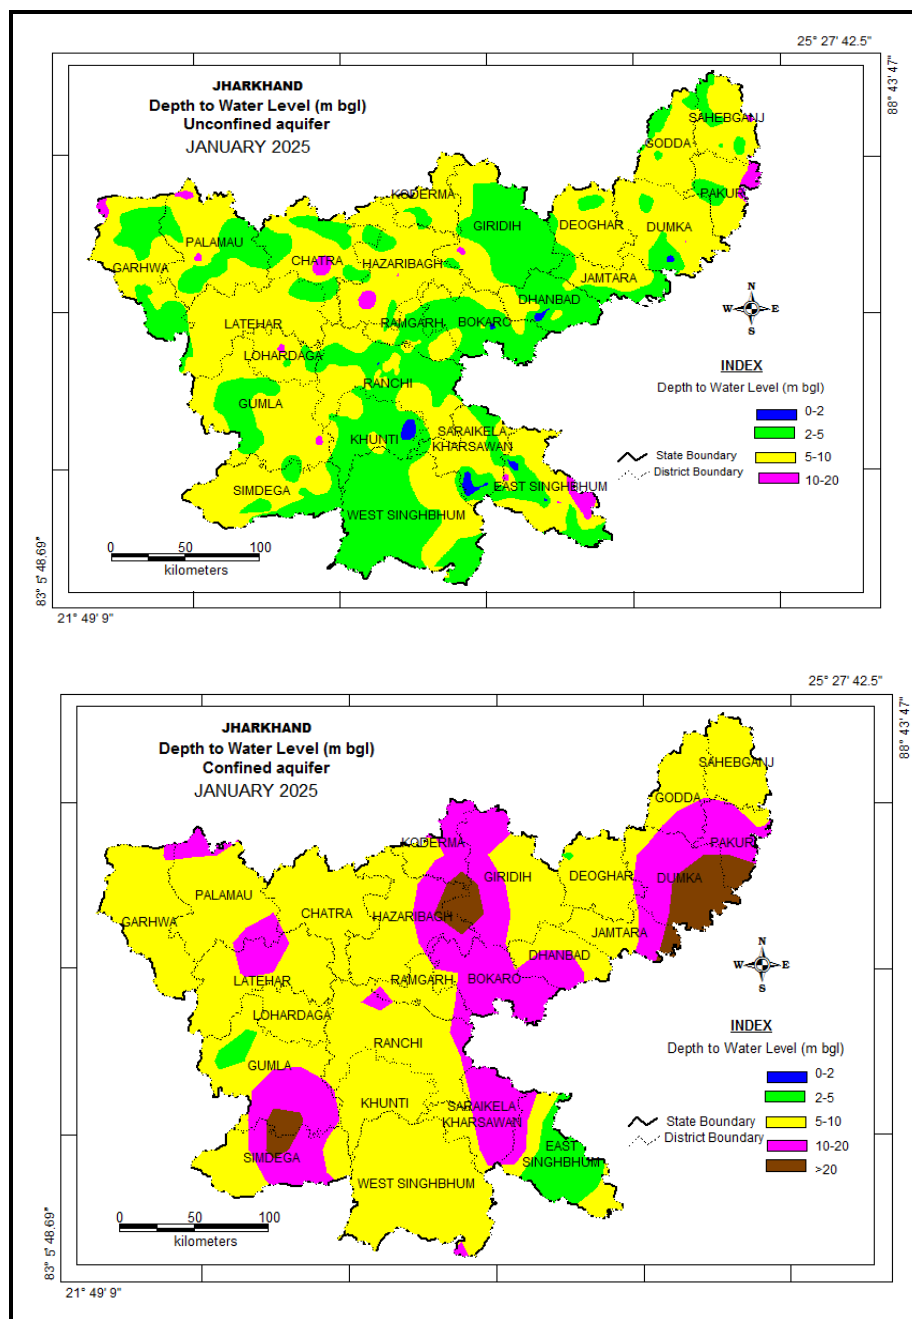 25° 27' 42.5"
88° 43' 47"
JHARKHAND
Depth to Water Level (m bgl)
Unconfined aquifer
JANUARY 2025
SAHEBGANJ
GODDA
KODERMA
PAKUR
GIRIDIH
DEOGHAR
DUMKA
PALAMAU
CHATRA
HAZARIBAGH
GARHWA
JAMTARA
DHANBAD
LATEHAR
RAMGARH
BOKARO
LOHARDAGA
RANCHI
GUMLA
KHUNTI
SARAIKELA
KHARSAWAN
SIMDEGA
EAST SINGHBHUM
WEST SINGHBHUM
N
W E
S
INDEX
Depth to Water Level (m bgl)
0-2
2-5
State Boundary 5-10
District Boundary 10-20
0 50 100
kilometers
83° 5' 48.69"
21° 49' 9"
25° 27' 42.5"
88° 43' 47"
JHARKHAND
Depth to Water Level (m bgl)
Confined aquifer
JANUARY 2025
SAHEBGANJ
GODDA
KODERMA
PAKUR
GIRIDIH
DEOGHAR
DUMKA
PALAMAU
CHATRA
HAZARIBAGH
GARHWA
JAMTARA
DHANBAD
LATEHAR
RAMGARH
BOKARO
LOHARDAGA
RANCHI
GUMLA
KHUNTI
SARAIKELA
KHARSAWAN
EAST
SINGHBHUM
SIMDEGA
WEST SINGHBHUM
N
W E
S
INDEX
Depth to Water Level (m bgl)
0-2
2-5
State Boundary 5-10
District Boundary 10-20
>20
0 50 100
kilometers
83° 5' 48.69"
21° 49' 9"